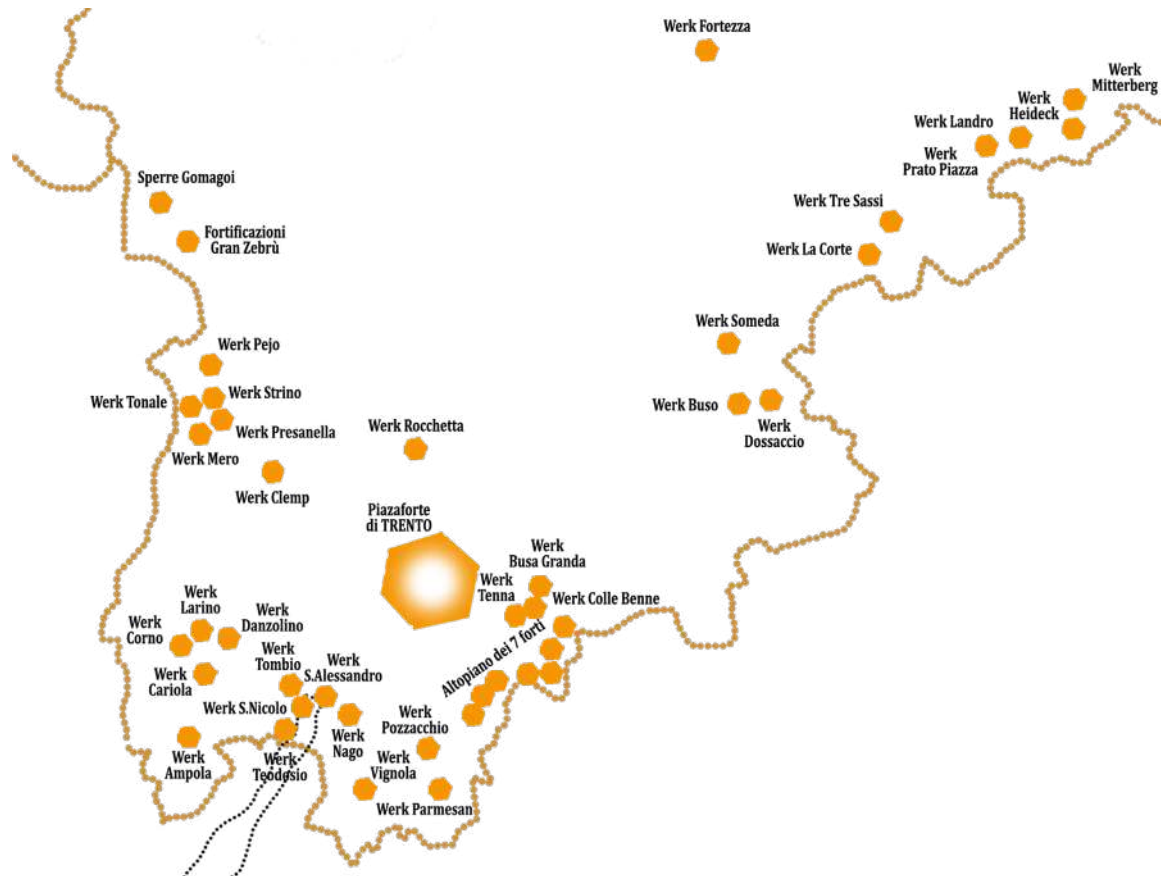 Werk Fortezza
Werk
Mitterberg
Werk
Heideck
Werk Landro
Werk
Prato Piazza
Sperre Gomagoi
Werk Tre Sassi
Fortificazioni
Gran Zebrù
Werk La Corte
Werk Someda
Werk Pejo
Werk Strino
Werk Tonale
Werk Buso
Werk
Dossaccio
Werk Presanella
Werk Rocchetta
Werk Mero
Werk Clemp
Piazaforte
di TRENTO
Werk
Busa Granda
Werk
Tenna
Werk Colle Benne
Werk
Larino
Werk
Danzolino
Werk
Corno
Altopiano dei 7 forti
Werk
Tombio
Werk
S.Alessandro
Werk
Cariola
Werk S.Nicolo
Werk
Pozzacchio
Werk
Nago
Werk
Ampola
Werk
Teodosio
Werk
Vignola
Werk Parmesan